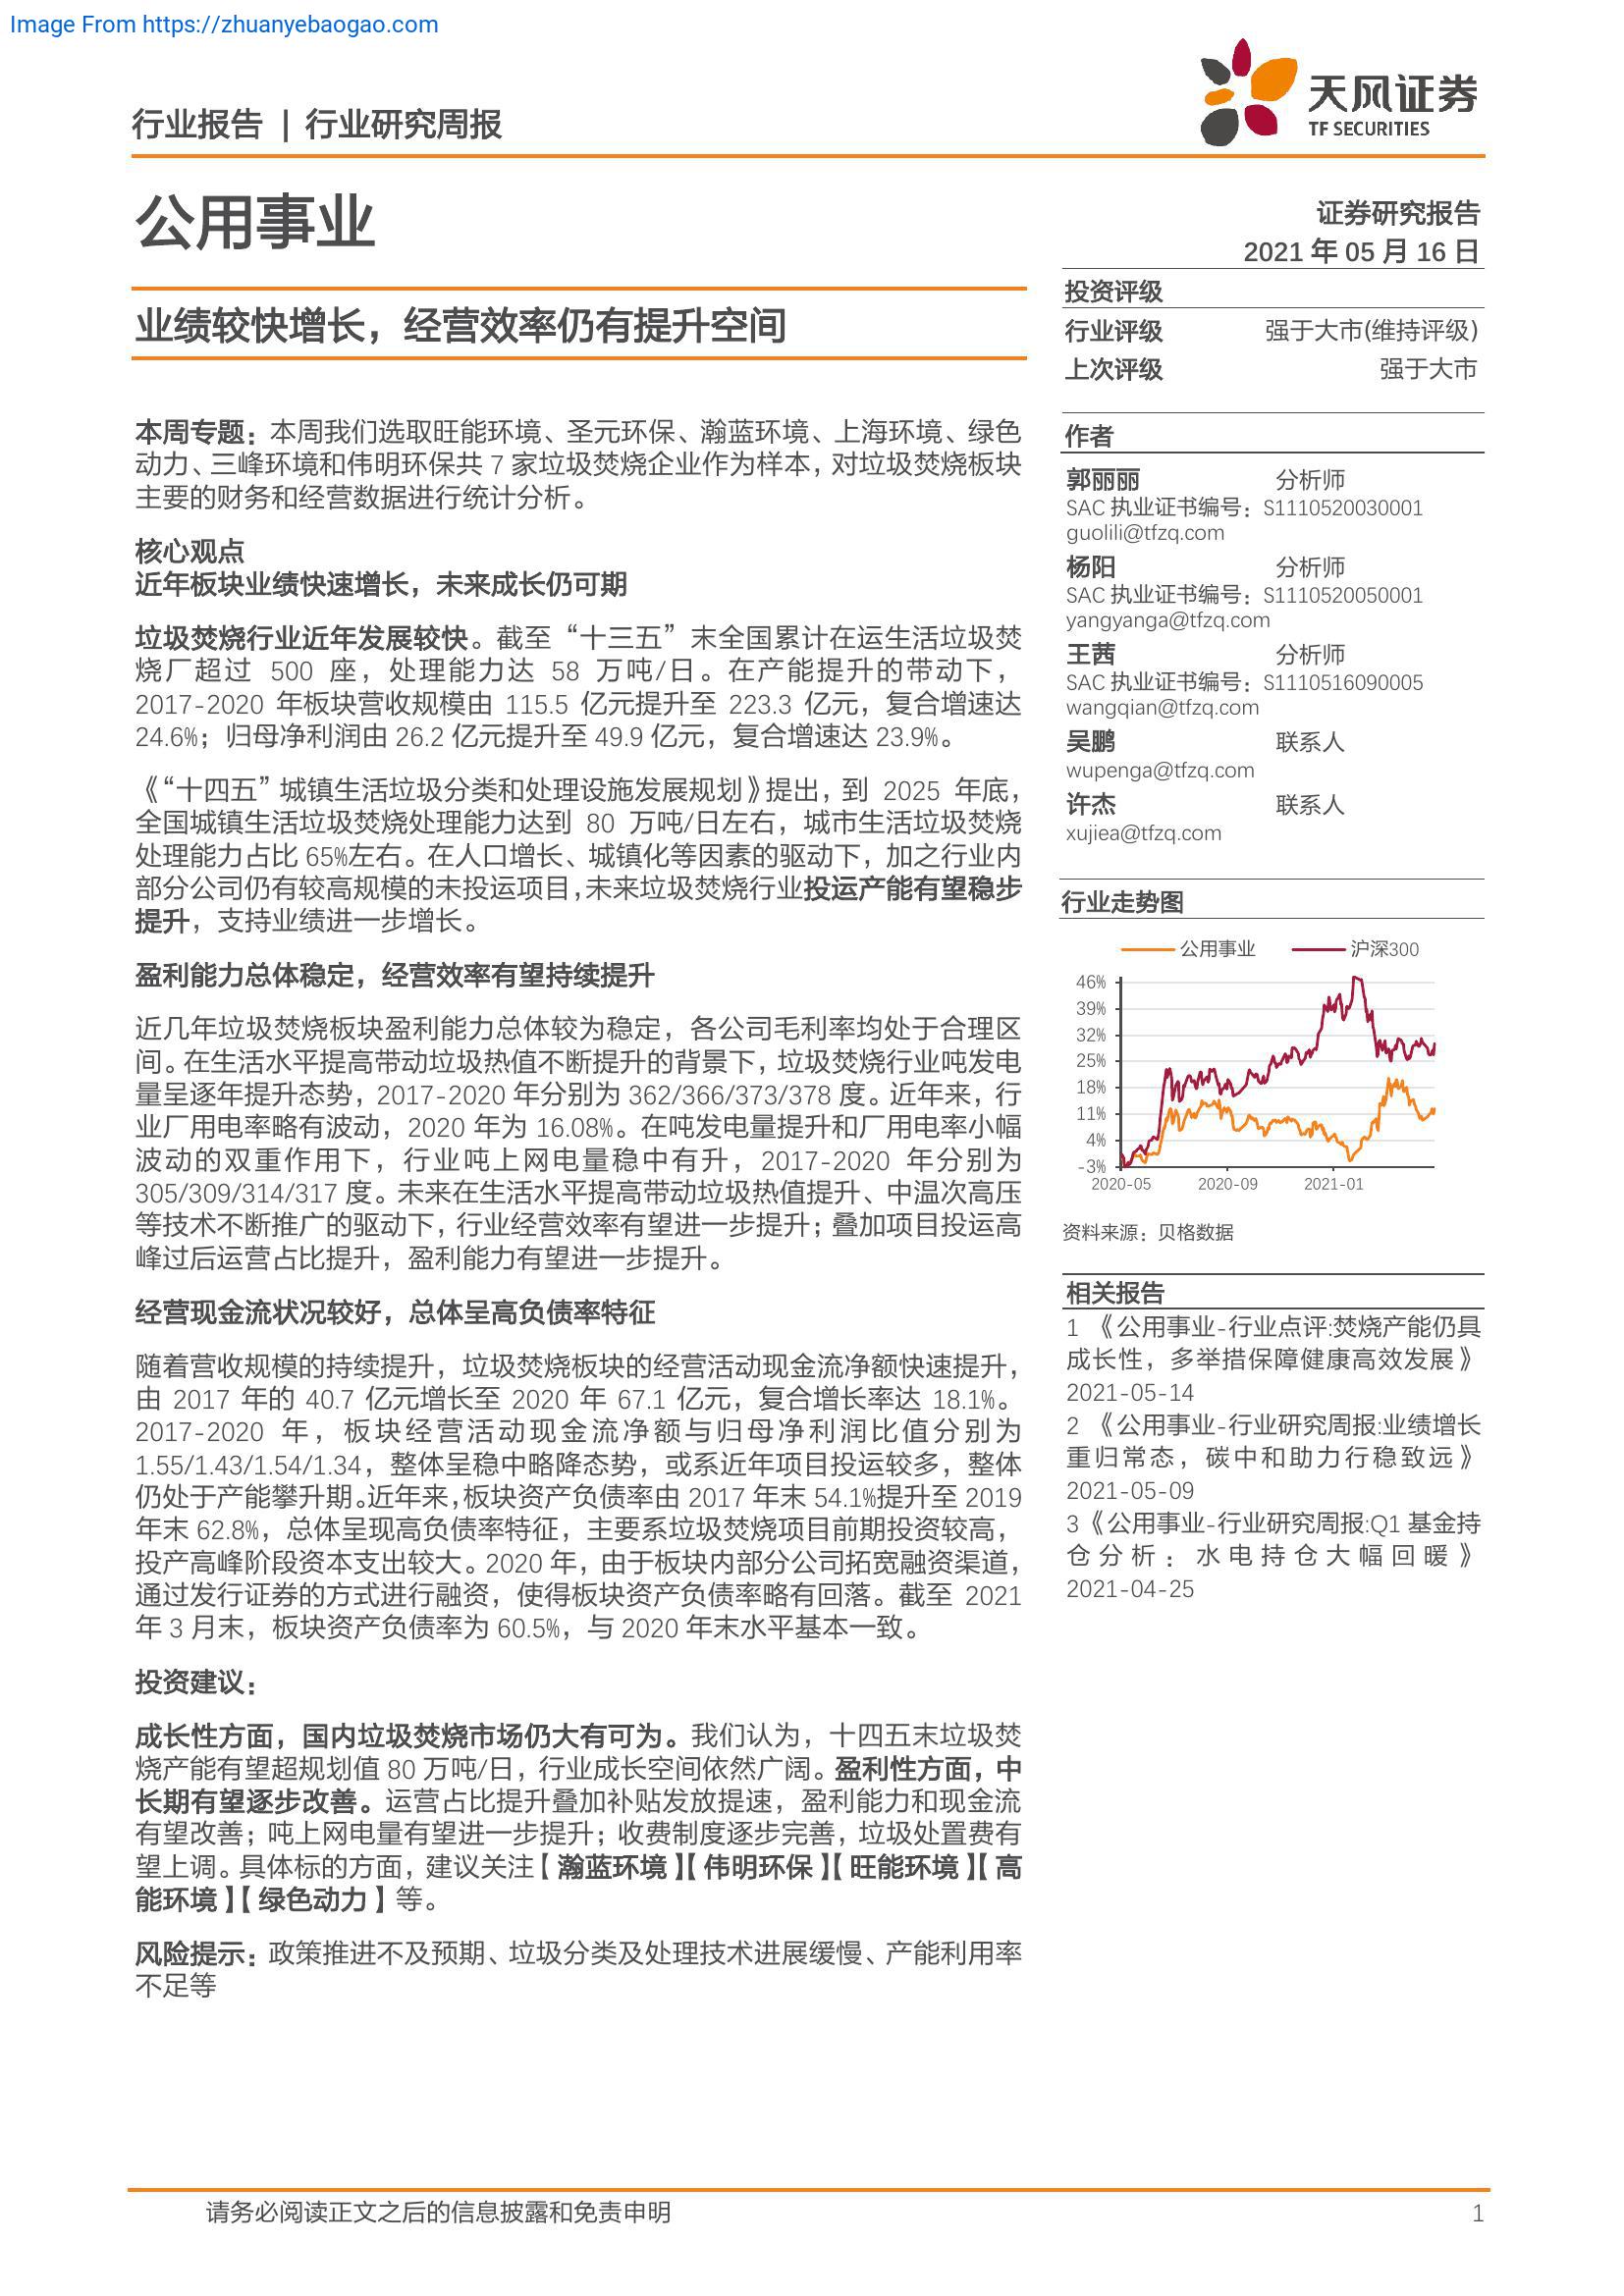 Image From https://zhuanyebaogao.com
行业报告 | 行业研究周报
天风证券
TF SECURITIES
公用事业
证券研究报告
2021 年 05 月 16 日
业绩较快增长，经营效率仍有提升空间
投资评级
行业评级 强于大市(维持评级)
上次评级 强于大市
本周专题：本周我们选取旺能环境、圣元环保、瀚蓝环境、上海环境、绿色
动力、三峰环境和伟明环保共 7 家垃圾焚烧企业作为样本，对垃圾焚烧板块
主要的财务和经营数据进行统计分析。
核心观点
近年板块业绩快速增长，未来成长仍可期
垃圾焚烧行业近年发展较快。截至“十三五”末全国累计在运生活垃圾焚
烧厂超过 500 座，处理能力达 58 万吨/日。在产能提升的带动下，
2017-2020 年板块营收规模由 115.5 亿元提升至 223.3 亿元，复合增速达
24.6%；归母净利润由 26.2 亿元提升至 49.9 亿元，复合增速达 23.9%。
《“十四五”城镇生活垃圾分类和处理设施发展规划》提出，到 2025 年底，
全国城镇生活垃圾焚烧处理能力达到 80 万吨/日左右，城市生活垃圾焚烧
处理能力占比 65%左右。在人口增长、城镇化等因素的驱动下，加之行业内
部分公司仍有较高规模的未投运项目，未来垃圾焚烧行业投运产能有望稳步
提升，支持业绩进一步增长。
盈利能力总体稳定，经营效率有望持续提升
近几年垃圾焚烧板块盈利能力总体较为稳定，各公司毛利率均处于合理区
间。在生活水平提高带动垃圾热值不断提升的背景下，垃圾焚烧行业吨发电
量呈逐年提升态势，2017-2020 年分别为 362/366/373/378 度。近年来，行
业厂用电率略有波动，2020 年为 16.08%。在吨发电量提升和厂用电率小幅
波动的双重作用下，行业吨上网电量稳中有升，2017-2020 年分别为
305/309/314/317 度。未来在生活水平提高带动垃圾热值提升、中温次高压
等技术不断推广的驱动下，行业经营效率有望进一步提升；叠加项目投运高
峰过后运营占比提升，盈利能力有望进一步提升。
经营现金流状况较好，总体呈高负债率特征
随着营收规模的持续提升，垃圾焚烧板块的经营活动现金流净额快速提升，
由 2017 年的 40.7 亿元增长至 2020 年 67.1 亿元，复合增长率达 18.1%。
2017-2020 年，板块经营活动现金流净额与归母净利润比值分别为
1.55/1.43/1.54/1.34，整体呈稳中略降态势，或系近年项目投运较多，整体
仍处于产能攀升期。近年来，板块资产负债率由 2017 年末 54.1%提升至 2019
年末 62.8%，总体呈现高负债率特征，主要系垃圾焚烧项目前期投资较高，
投产高峰阶段资本支出较大。2020 年，由于板块内部分公司拓宽融资渠道，
通过发行证券的方式进行融资，使得板块资产负债率略有回落。截至 2021
年 3 月末，板块资产负债率为 60.5%，与 2020 年末水平基本一致。
投资建议：
成长性方面，国内垃圾焚烧市场仍大有可为。我们认为，十四五末垃圾焚
烧产能有望超规划值 80 万吨/日，行业成长空间依然广阔。盈利性方面，中
长期有望逐步改善。运营占比提升叠加补贴发放提速，盈利能力和现金流
有望改善；吨上网电量有望进一步提升；收费制度逐步完善，垃圾处置费有
望上调。具体标的方面，建议关注【瀚蓝环境】【伟明环保】【旺能环境】【高
能环境】【绿色动力】等。
风险提示：政策推进不及预期、垃圾分类及处理技术进展缓慢、产能利用率
不足等
作者
郭丽丽 分析师
SAC 执业证书编号：S1110520030001
guolili@tfzq.com
杨阳 分析师
SAC 执业证书编号：S1110520050001
yangyanga@tfzq.com
王茜 分析师
SAC 执业证书编号：S1110516090005
wangqian@tfzq.com
吴鹏 联系人
wupenga@tfzq.com
许杰 联系人
xujiea@tfzq.com
行业走势图
公用事业 沪深300
46%
39%
32%
25%
18%
11%
4%
-3%
2020-05 2020-09 2021-01
资料来源：贝格数据
相关报告
1 《公用事业-行业点评:焚烧产能仍具
成长性，多举措保障健康高效发展》
2021-05-14
2 《公用事业-行业研究周报:业绩增长
重归常态，碳中和助力行稳致远》
2021-05-09
3《公用事业-行业研究周报:Q1 基金持
仓分析：水电持仓大幅回暖》
2021-04-25
请务必阅读正文之后的信息披露和免责申明 1